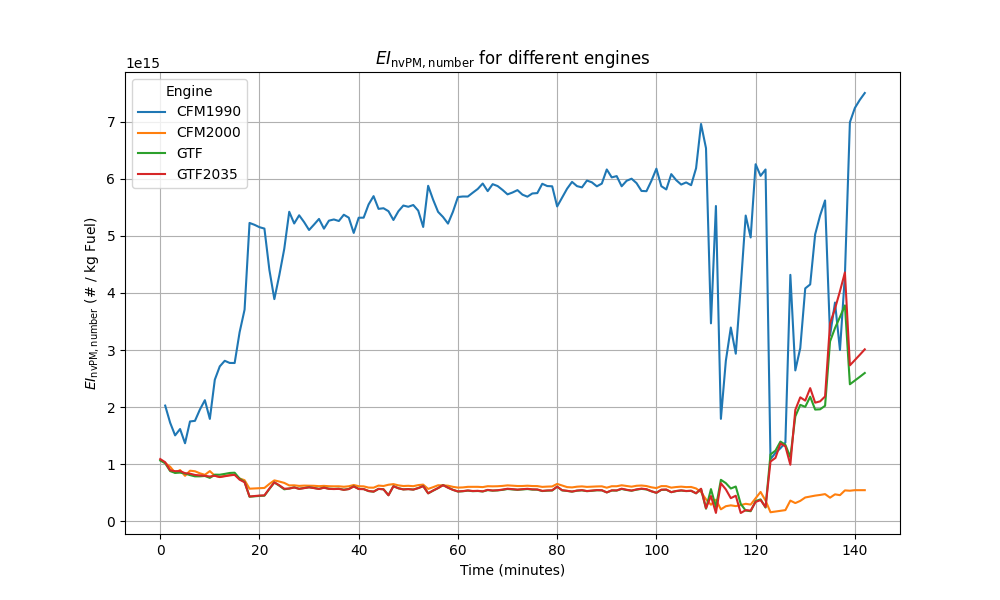 EI_nvPM, number for different engines
1e15
Engine
CFM1990
CFM2000
GTF
GTF2035
7
6
5
4
3
2
1
0
EI_nvPM, number (# / kg Fuel)
0 20 40 60 80 100 120 140
Time (minutes)